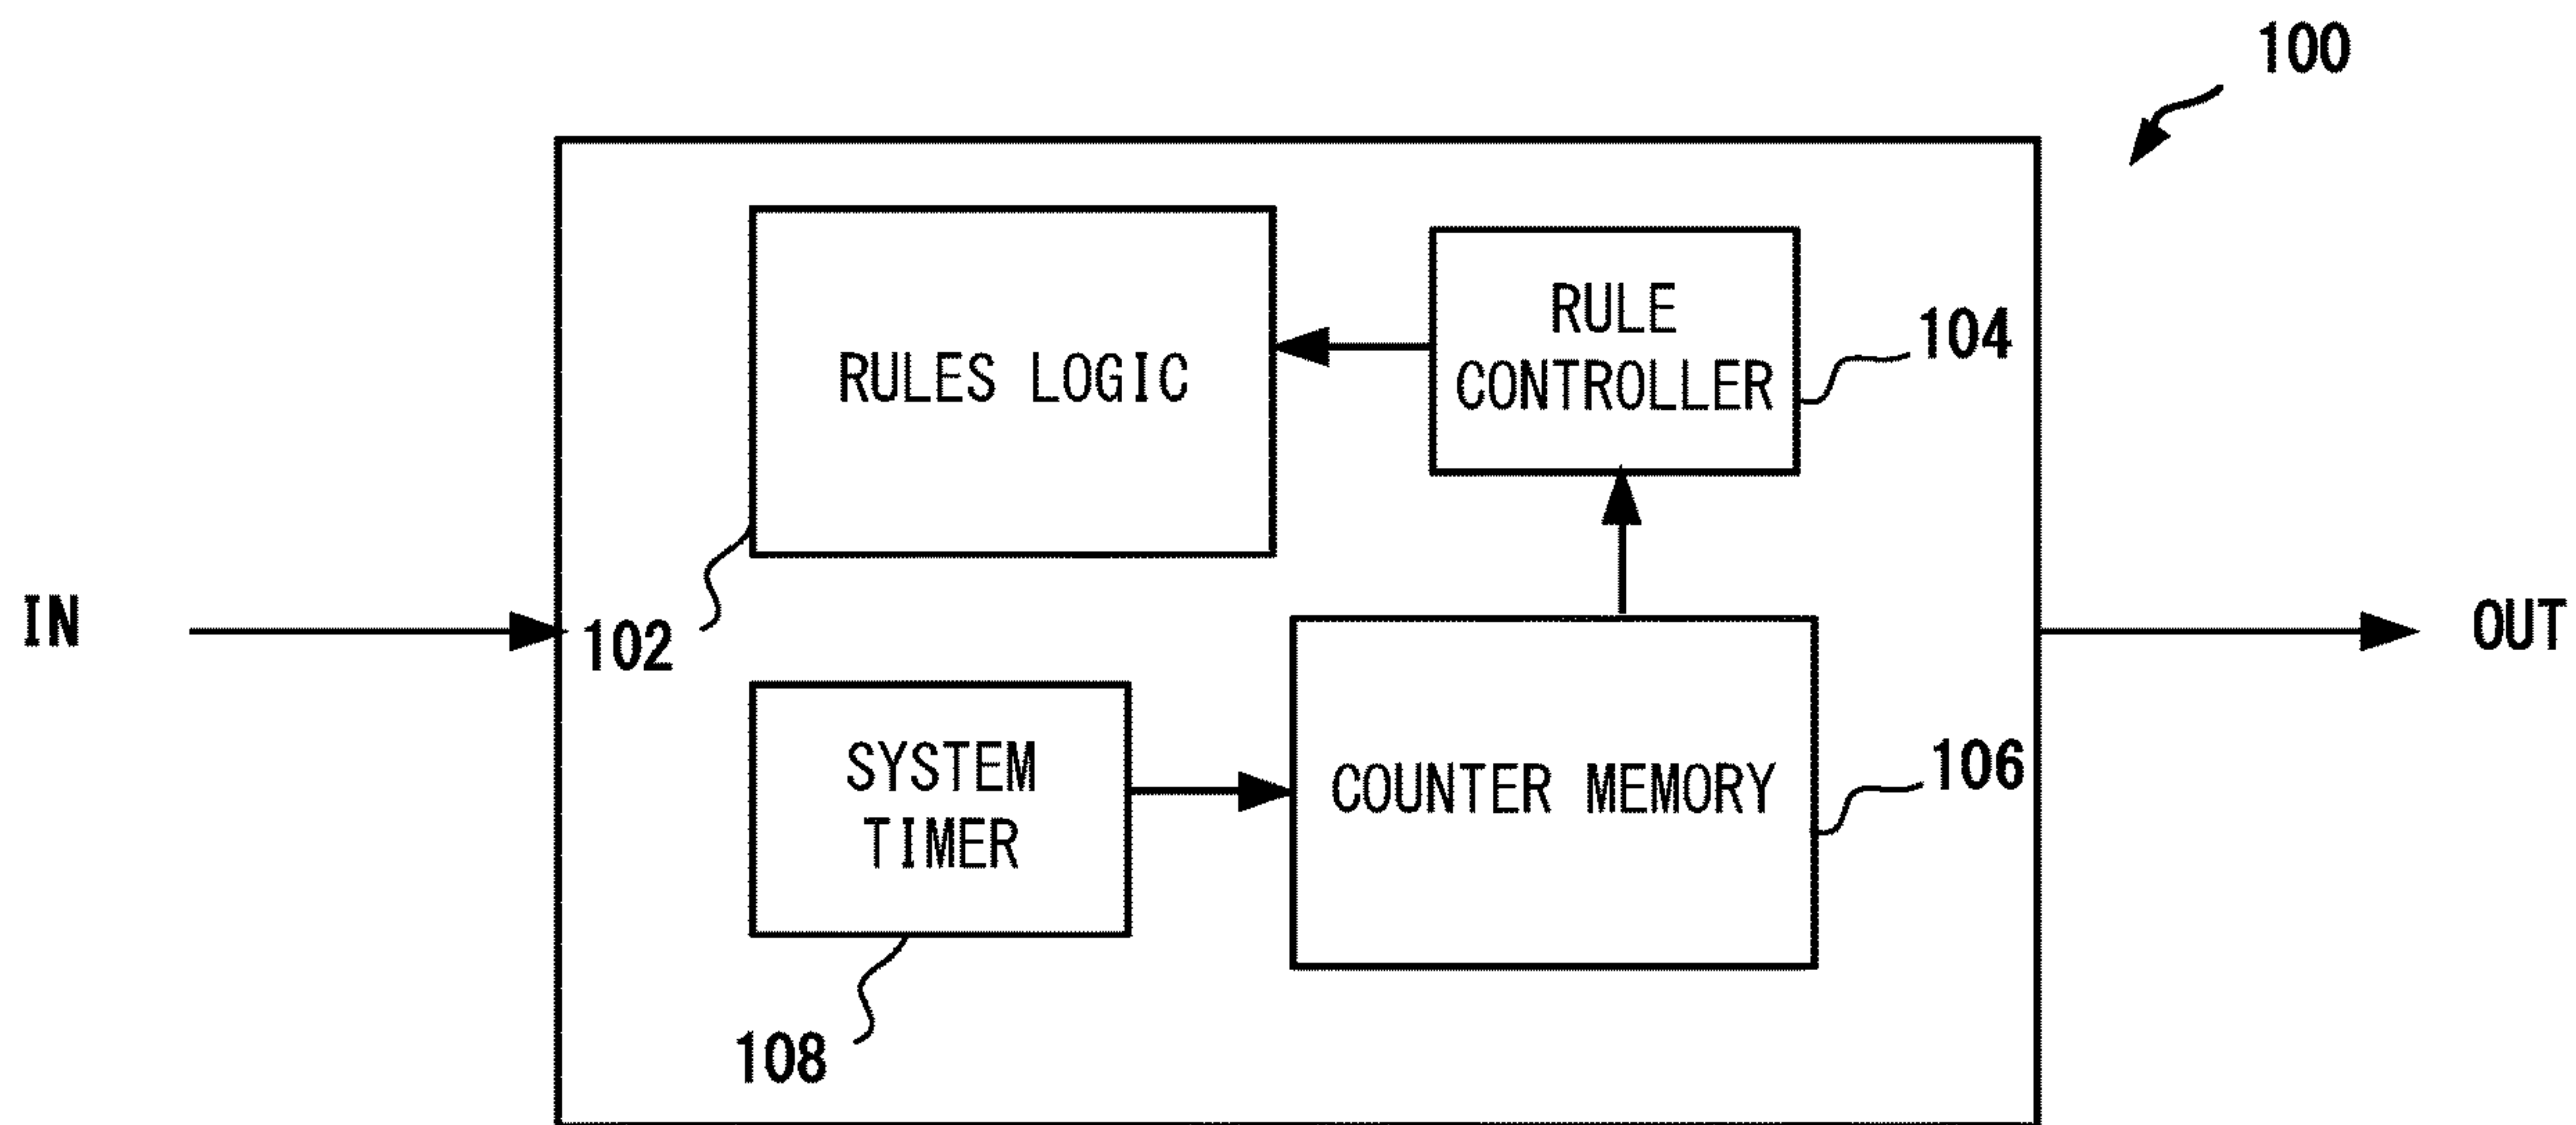 100
RULES LOGIC
RULE
CONTROLLER
104
IN
102
OUT
SYSTEM
TIMER
COUNTER MEMORY
106
108